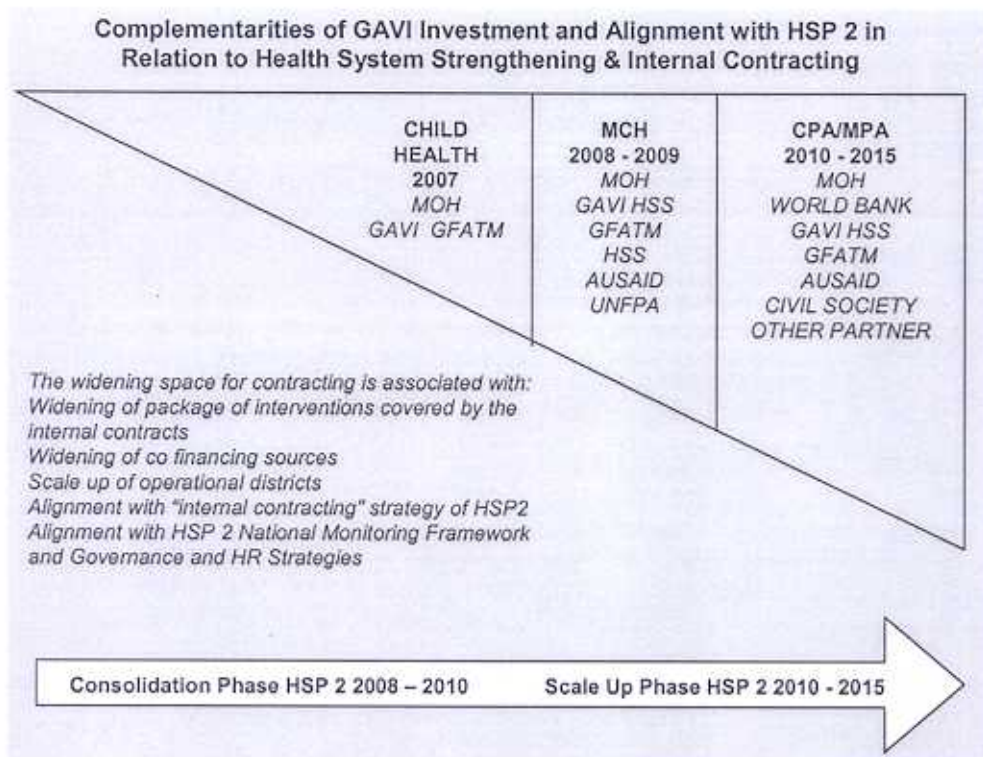 Complementarities of GAVI Investment and Alignment with HSP 2 in
Relation to Health System Strengthening & Internal Contracting
CHILD
HEALTH
2007
MOH
GAVI GFATM
MCH
2008 - 2009
MOH
GAVI HSS
GFATM
HSS
AUSAID
UNFPA
CPA/MPA
2010 - 2015
MOH
WORLD BANK
GAVI HSS
GFATM
AUSAID
CIVIL SOCIETY
OTHER PARTNER
The widening space for contracting is associated with:
Widening of package of interventions covered by the
internal contracts
Widening of co financing sources
Scale up of operational districts
Alignment with "internal contracting" strategy of HSP2
Alignment with HSP 2 National Monitoring Framework
and Governance and HR Strategies
Consolidation Phase HSP 2 2008 – 2010
Scale Up Phase HSP 2 2010 - 2015